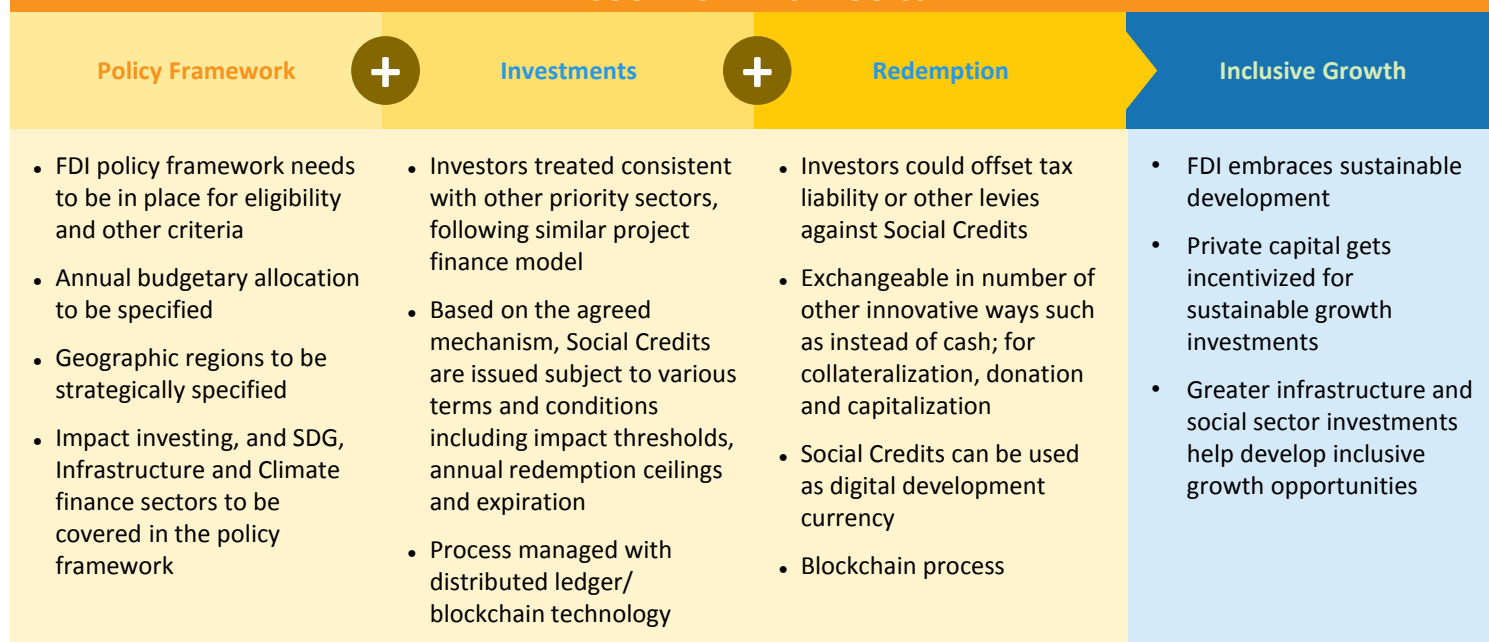 Policy Framework
+
Investments
+
Redemption
Inclusive Growth
• FDI policy framework needs
to be in place for eligibility
and other criteria
• Annual budgetary allocation
to be specified
• Geographic regions to be
strategically specified
• Impact investing, and SDG,
Infrastructure and Climate
finance sectors to be
covered in the policy
framework
• Investors treated consistent
with other priority sectors,
following similar project
finance model
• Based on the agreed
mechanism, Social Credits
are issued subject to various
terms and conditions
including impact thresholds,
annual redemption ceilings
and expiration
• Process managed with
distributed ledger/
blockchain technology
• Investors could offset tax
liability or other levies
against Social Credits
• Exchangeable in number of
other innovative ways such
as instead of cash; for
collateralization, donation
and capitalization
• Social Credits can be used
as digital development
currency
• Blockchain process
• FDI embraces sustainable
development
• Private capital gets
incentivized for
sustainable growth
investments
• Greater infrastructure and
social sector investments
help develop inclusive
growth opportunities